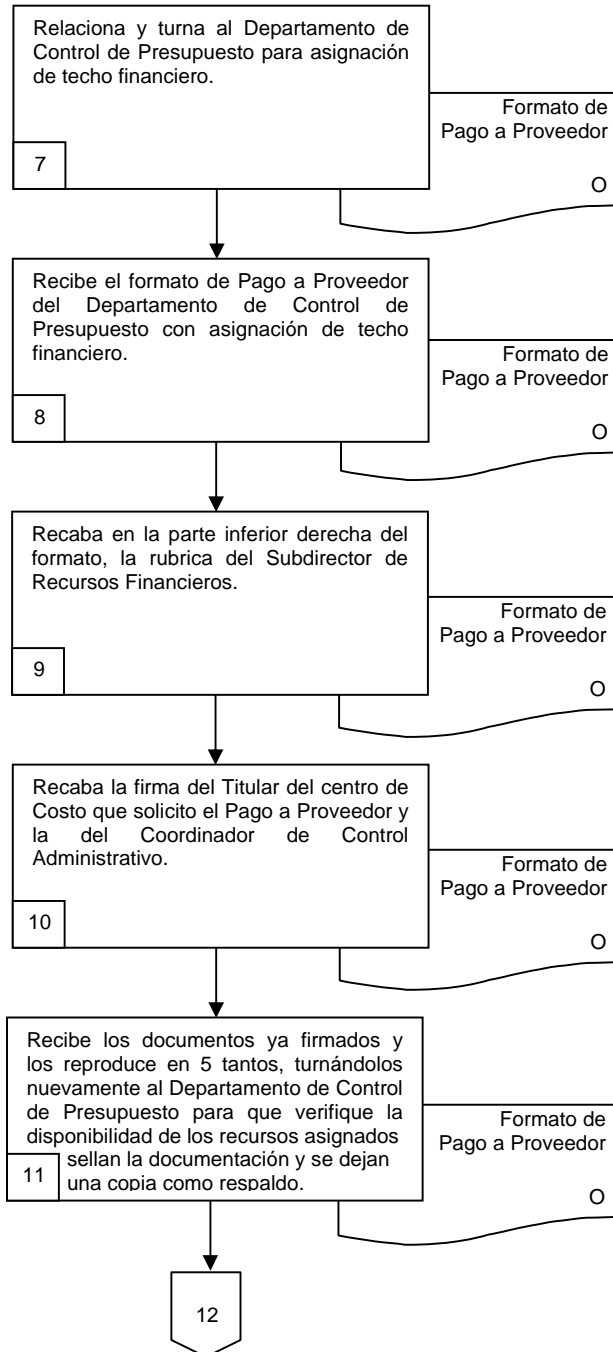 Relaciona y turna al Departamento de
Control de Presupuesto para asignación
de techo financiero.
7
Formato de
Pago a Proveedor
O
Recibe el formato de Pago a Proveedor
del Departamento de Control de
Presupuesto con asignación de techo
financiero.
8
Formato de
Pago a Proveedor
O
Recaba en la parte inferior derecha del
formato, la rubrica del Subdirector de
Recursos Financieros.
9
Formato de
Pago a Proveedor
O
Recaba la firma del Titular del centro de
Costo que solicito el Pago a Proveedor y
la del Coordinador de Control
Administrativo.
10
Formato de
Pago a Proveedor
O
Recibe los documentos ya firmados y
los reproduce en 5 tantos, turnándolos
nuevamente al Departamento de Control
de Presupuesto para que verifique la
disponibilidad de los recursos asignados
sellan la documentación y se dejan
una copia como respaldo.
11
Formato de
Pago a Proveedor
O
12